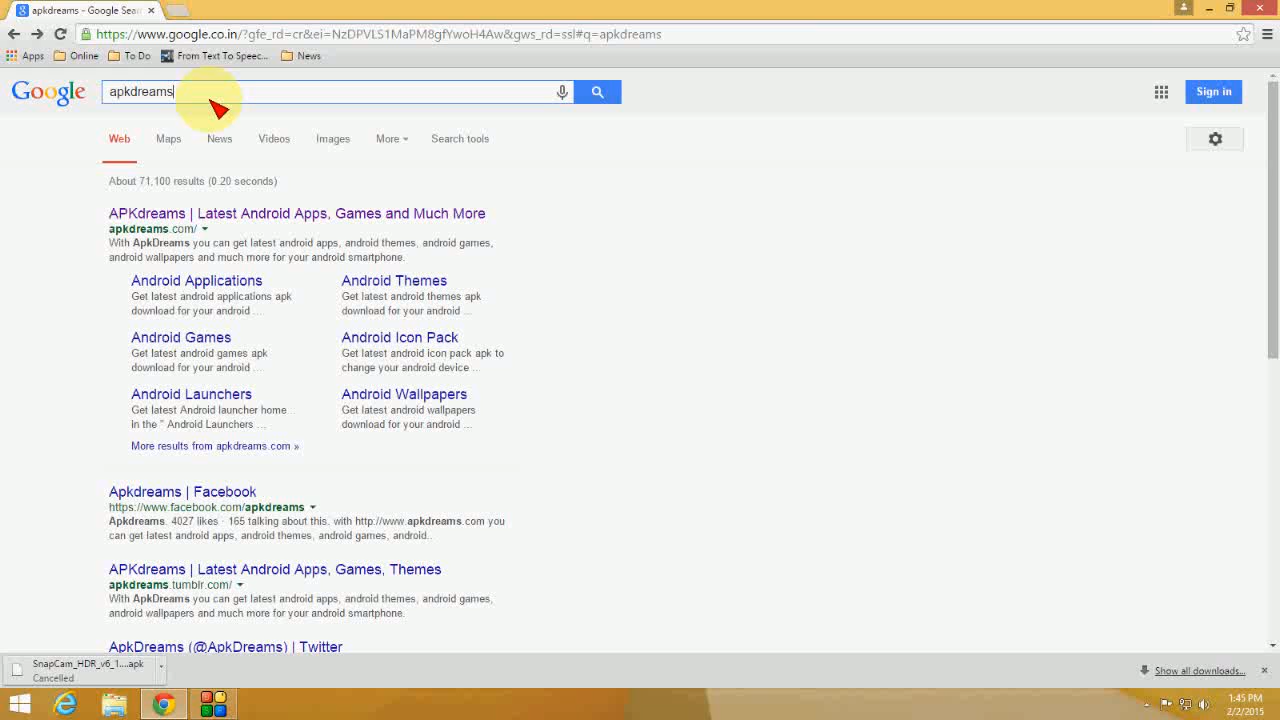 apkdreams - Google Sear
https://www.google.co.in/?gfe_rd=cr&ei=NzDPVLS1MaPM8gfYwoH4Aw&gws_rd=ssl#q=apkdreams
Apps Online To Do From Text To Speec... News
Google apkdreams Sign in
Web Maps News Videos Images More Search tools
About 71,100 results (0.20 seconds)
APKdreams | Latest Android Apps, Games and Much More
apkdreams.com/
With ApkDreams you can get latest android apps, android themes, android games,
android wallpapers and much more for your android smartphone.
Android Applications
Get latest android applications apk
download for your android ...
Android Themes
Get latest android themes apk
download for your android ...
Android Games
Get latest android games apk
download for your android ...
Android Icon Pack
Get latest android icon pack apk to
change your android device ...
Android Launchers
Get latest Android launcher home
in the " Android Launchers ...
Android Wallpapers
Get latest android wallpapers
download for your android ...
More results from apkdreams.com »
Apkdreams | Facebook
https://www.facebook.com/apkdreams
Apkdreams. 4027 likes · 165 talking about this. with http://www.apkdreams.com you
can get latest android apps, android themes, android games, android..
APKdreams | Latest Android Apps, Games, Themes
apkdreams.tumblr.com/
With ApkDreams you can get latest android apps, android themes, android games,
android wallpapers and much more for your android smartphone.
ApkDreams (@ApkDreams) | Twitter
SnapCam_HDR_v6_1....apk
Cancelled
Show all downloads...
1:45 PM
2/2/2015